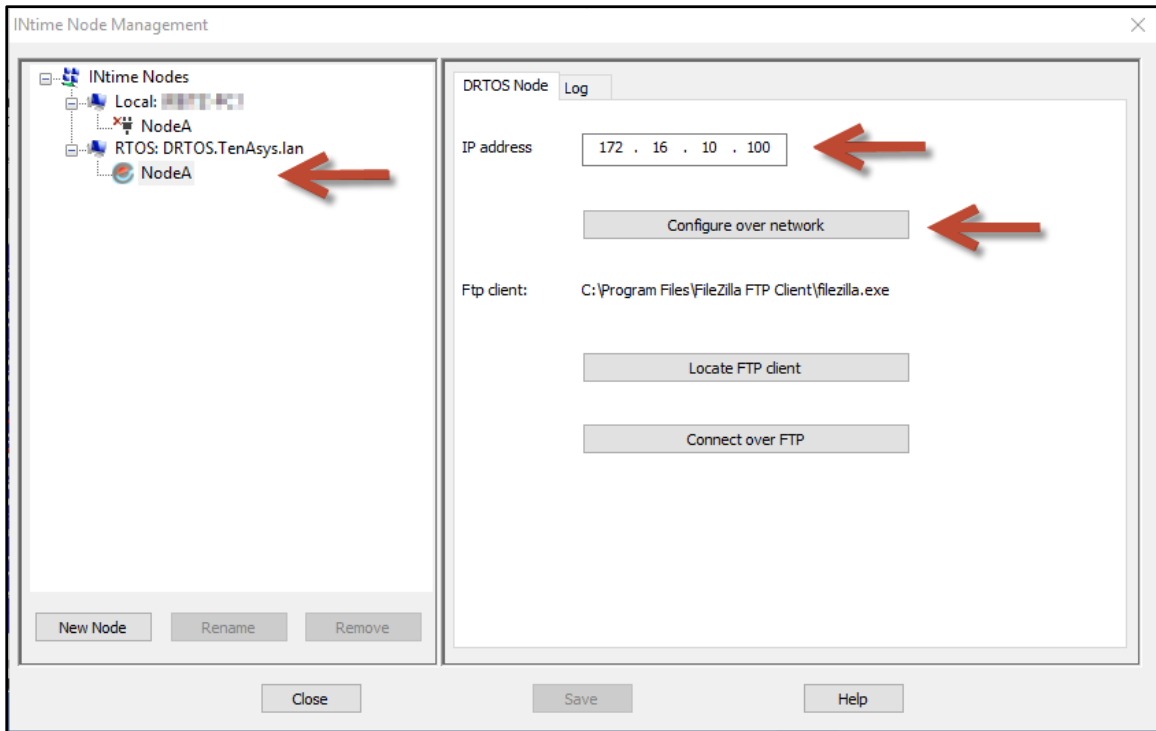 INtime Node Management
INtime Nodes
Local:
NodeA
RTOS: DRTOS.TenAsys.lan
NodeA
New Node
Rename
Remove
DRTOS Node
Log
IP address
172 . 16 . 10 . 100
Configure over network
Ftp client:
C:\Program Files\FileZilla FTP Client\filezilla.exe
Locate FTP client
Connect over FTP
Close
Save
Help